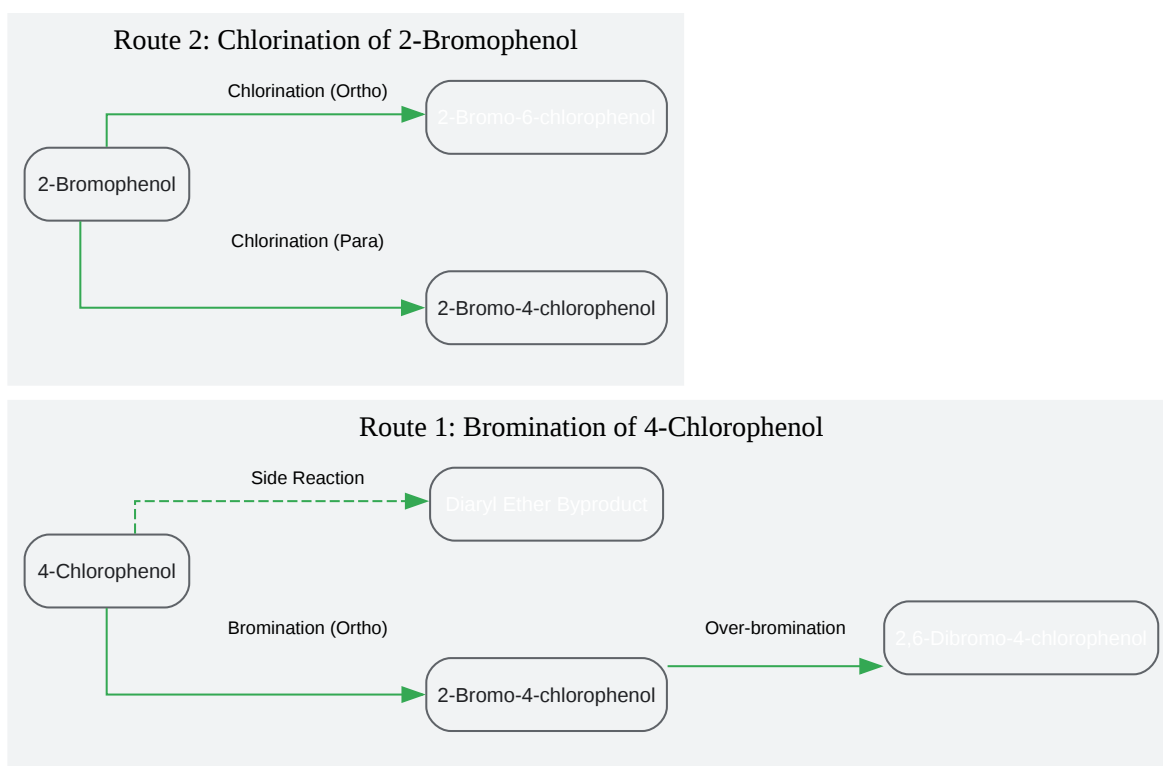 Route 2: Chlorination of 2-Bromophenol
Chlorination (Ortho)
2-Bromo-6-chlorophenol
2-Bromophenol
Chlorination (Para)
2-Bromo-4-chlorophenol
Route 1: Bromination of 4-Chlorophenol
Side Reaction
Diaryl Ether Byproduct
4-Chlorophenol
Bromination (Ortho)
Over-bromination
2,6-Dibromo-4-chlorophenol
2-Bromo-4-chlorophenol